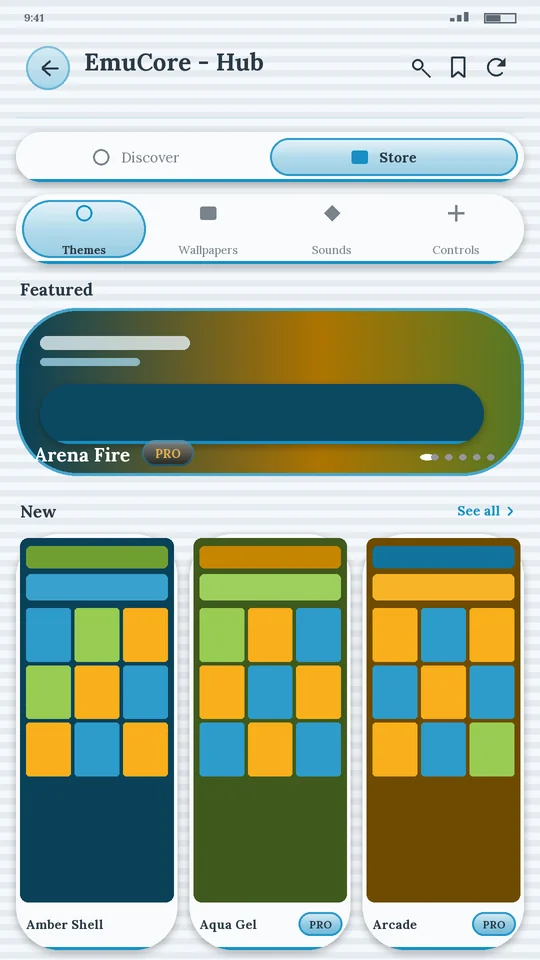 9:41
EmuCore - Hub
Discover
Store
Themes
Wallpapers
Sounds
Controls
Featured
Arena Fire
PRO
New
See all
Amber Shell
Aqua Gel
PRO
Arcade
PRO